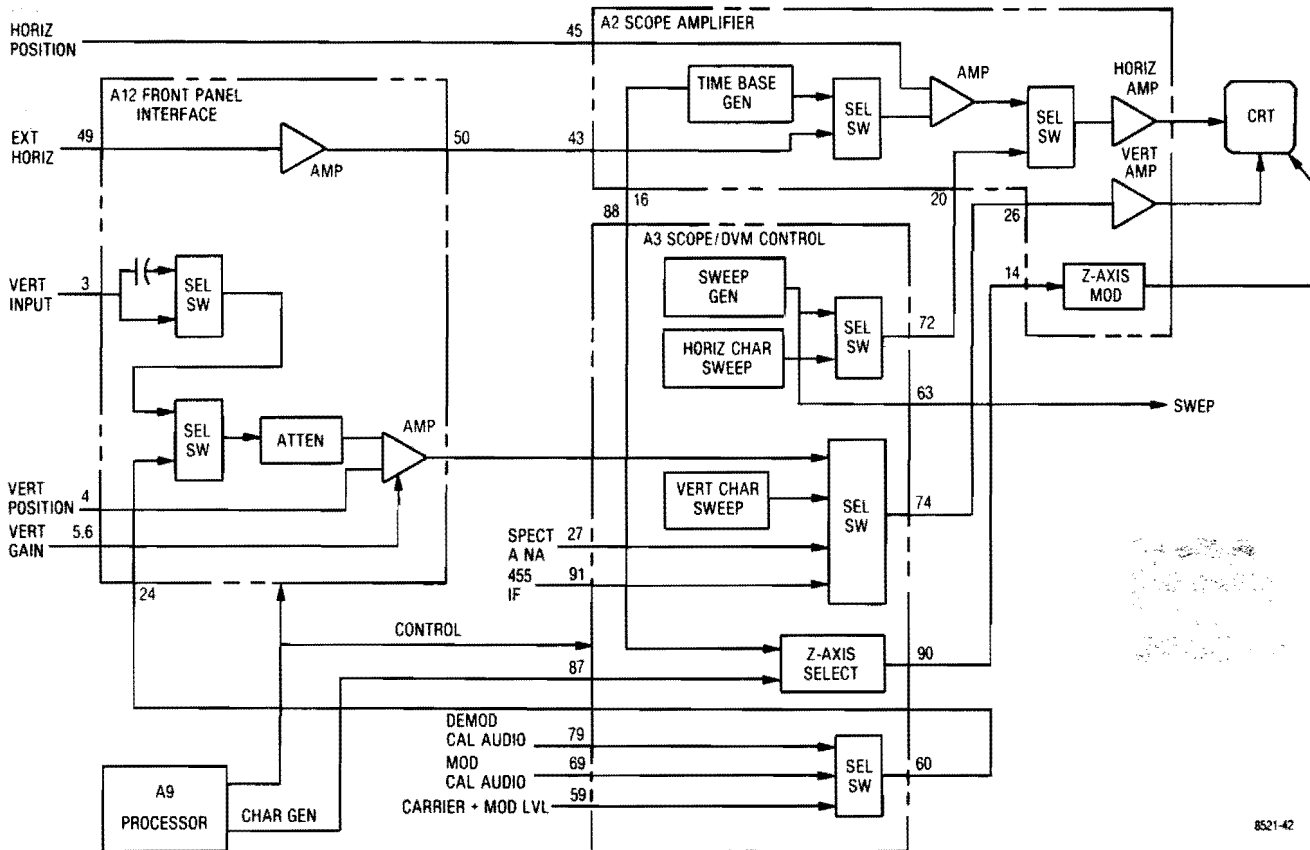 HORIZ
POSITION
45
A2 SCOPE AMPLIFIER
A12 FRONT PANEL
INTERFACE
TIME BASE
GEN
SEL
SW
AMP
SEL
SW
HORIZ
AMP
CRT
EXT
HORIZ
49
AMP
50
43
VERT
AMP
16
20
26
88
A3 SCOPE/DVM CONTROL
VERT
INPUT
3
SEL
SW
SWEEP
GEN
SEL
SW
72
14
Z-AXIS
MOD
HORIZ CHAR
SWEEP
63
SWEP
SEL
SW
ATTEN
AMP
VERT
POSITION
4
VERT
GAIN
5.6
VERT CHAR
SWEEP
SEL
SW
74
SPECT
A NA
27
455
IF
91
24
CONTROL
87
Z-AXIS
SELECT
90
DEMOD
CAL AUDIO
79
MOD
CAL AUDIO
69
CARRIER + MOD LVL
59
SEL
SW
60
A9
PROCESSOR
CHAR GEN
8521-42